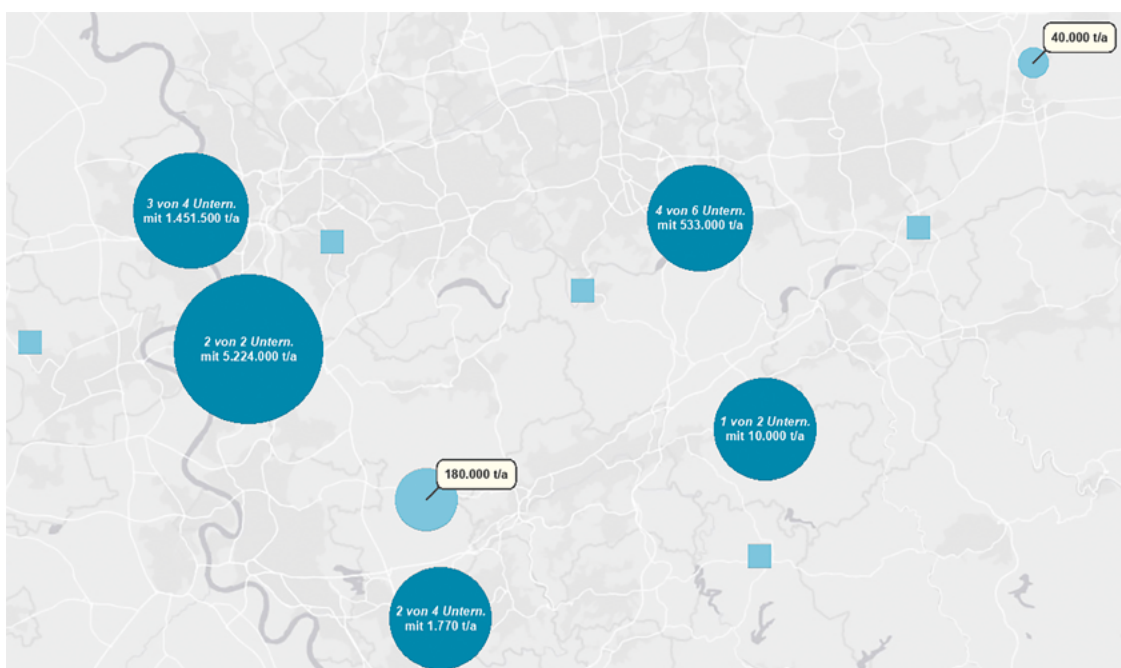 40.000 t/a
3 von 4 Untern.
mit 1.451.500 t/a
4 von 6 Untern.
mit 533.000 t/a
2 von 2 Untern.
mit 5.224.000 t/a
1 von 2 Untern.
mit 10.000 t/a
180.000 t/a
2 von 4 Untern.
mit 1.770 t/a